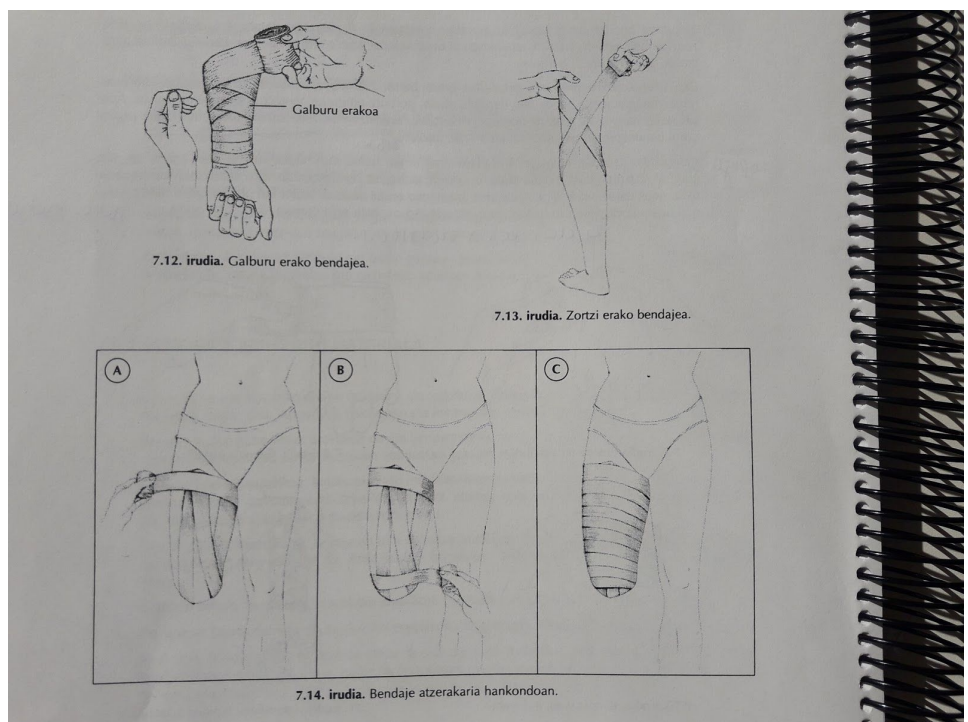 Galburu erakoa
7.12. irudia. Galburu erako bendajea.
7.13. irudia. Zortzi erako bendajea.
A
B
C
7.14. irudia. Bendaje atzerakaria hankondoan.